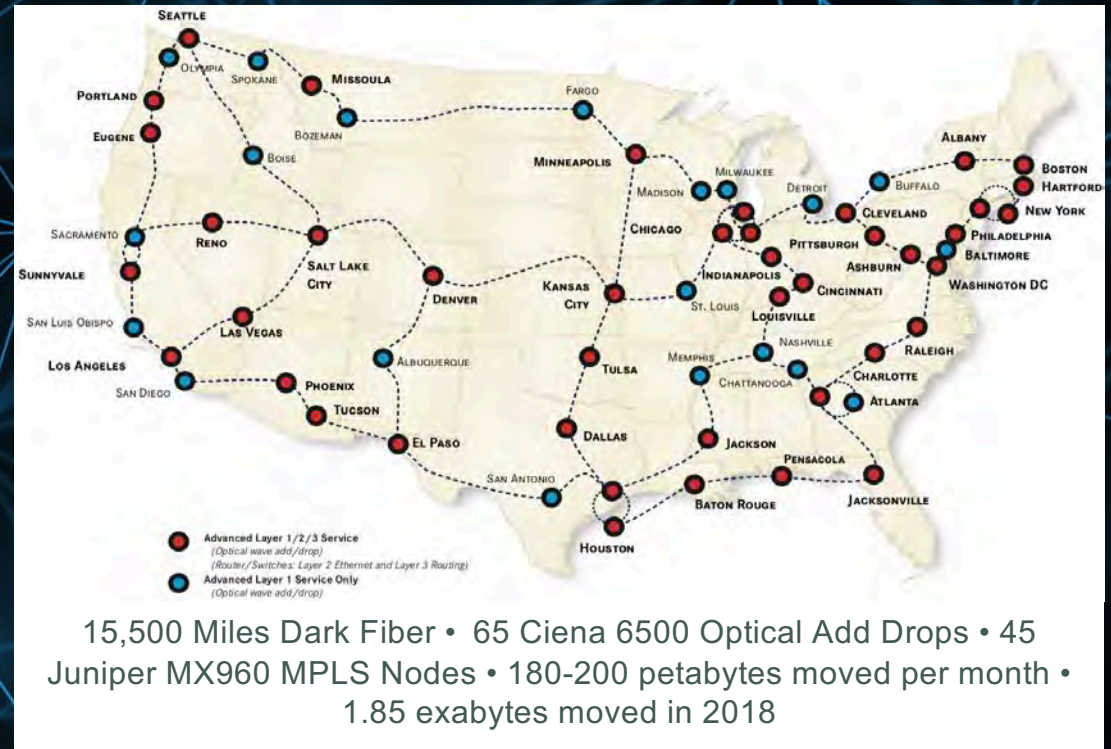 SEATTLE
OLYMPIA
SPOKANE
MISSOULA
PORTLAND
BOZEMAN
FARGO
EUGENE
BOISE
MINNEAPOLIS
MADISON
MILWAUKEE
DETROIT
BUFFALO
ALBANY
BOSTON
HARTFORD
NEW YORK
CLEVELAND
CHICAGO
PITTSBURGH
PHILADELPHIA
BALTIMORE
ASHBURN
WASHINGTON DC
SACRAMENTO
RENO
SUNNYVALE
SALT LAKE
CITY
DENVER
KANSAS
CITY
INDIANAPOLIS
CINCINNATI
ST. LOUIS
LOUISVILLE
SAN LUIS OBISPO
LAS VEGAS
LOS ANGELES
SAN DIEGO
PHOENIX
TUCSON
ALBUQUERQUE
EL PASO
TULSA
MEMPHIS
NASHVILLE
CHATTANOOGA
RALEIGH
CHARLOTTE
ATLANTA
DALLAS
JACKSON
SAN ANTONIO
PENSACOLA
BATON ROUGE
JACKSONVILLE
HOUSTON
Advanced Layer 1/2/3 Service
(Optical wave add/drop)
(Router/Switches: Layer 2 Ethernet and Layer 3 Routing)
Advanced Layer 1 Service Only
(Optical wave add/drop)
15,500 Miles Dark Fiber • 65 Ciena 6500 Optical Add Drops • 45
Juniper MX960 MPLS Nodes • 180-200 petabytes moved per month •
1.85 exabytes moved in 2018